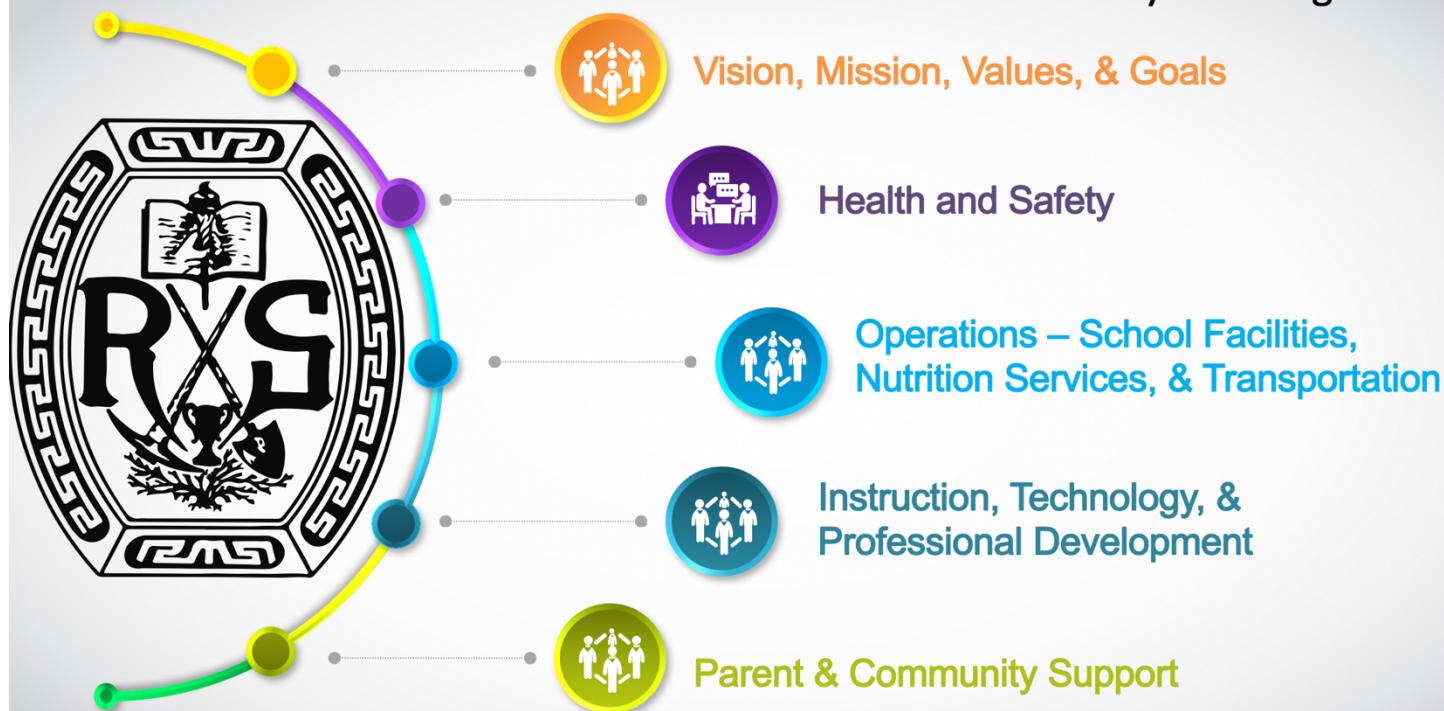 Vision, Mission, Values, & Goals
Health and Safety
RVS
Operations – School Facilities,
Nutrition Services, & Transportation
Instruction, Technology, &
Professional Development
Parent & Community Support